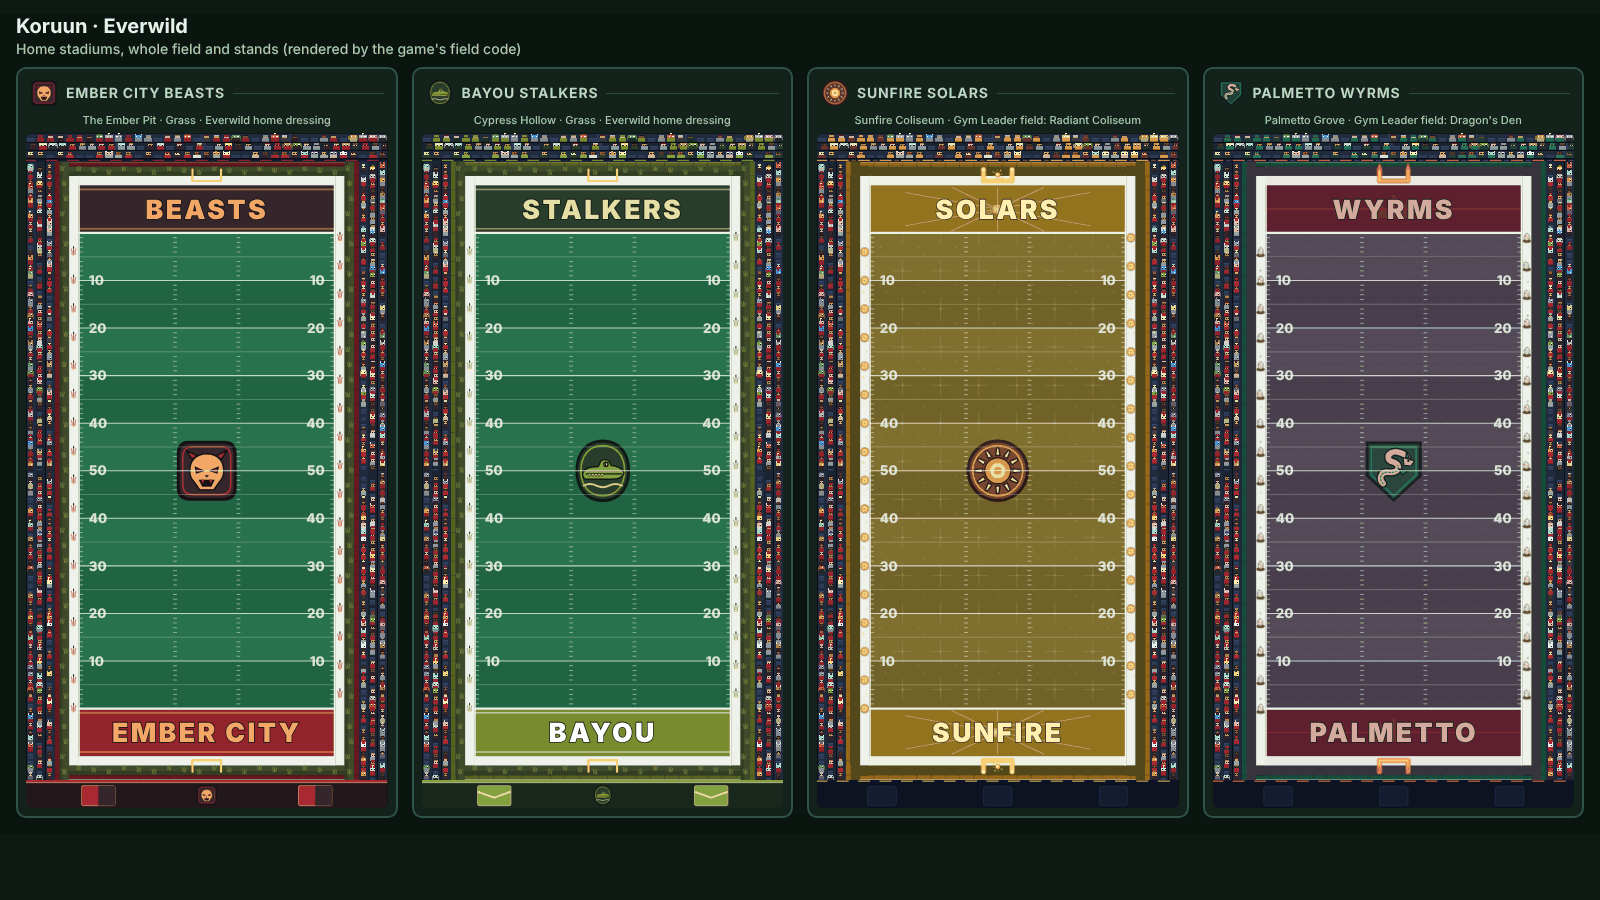 Koruun · Everwild
Home stadiums, whole field and stands (rendered by the game's field code)
EMBER CITY BEASTS
The Ember Pit · Grass · Everwild home dressing
BEASTS
10 10
20 20
30 30
40 40
50 50
40 40
30 30
20 20
10 10
EMBER CITY
BAYOU STALKERS
Cypress Hollow · Grass · Everwild home dressing
STALKERS
10 10
20 20
30 30
40 40
50 50
40 40
30 30
20 20
10 10
BAYOU
SUNFIRE SOLARS
Sunfire Coliseum · Gym Leader field: Radiant Coliseum
SOLARS
10 10
20 20
30 30
40 40
50 50
40 40
30 30
20 20
10 10
SUNFIRE
PALMETTO WYRMS
Palmetto Grove · Gym Leader field: Dragon's Den
WYRMS
10 10
20 20
30 30
40 40
50 50
40 40
30 30
20 20
10 10
PALMETTO